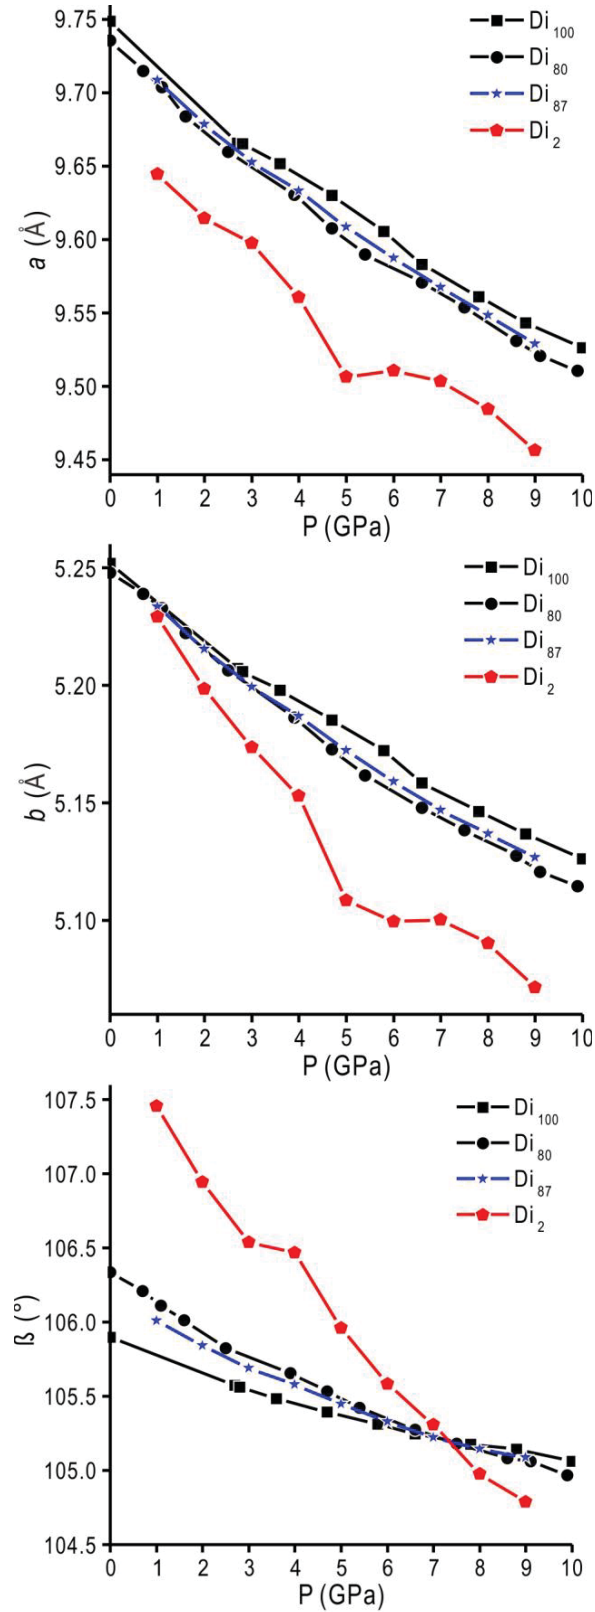 9.75
9.70
9.65
9.60
9.55
9.50
9.45
a (Å)
Di 100
Di 80
Di 87
Di 2
0 1 2 3 4 5 6 7 8 9 10
P (GPa)
5.25
5.20
5.15
5.10
b (Å)
Di 100
Di 80
Di 87
Di 2
0 1 2 3 4 5 6 7 8 9 10
P (GPa)
107.5
107.0
106.5
106.0
105.5
105.0
104.5
ß (°)
Di 100
Di 80
Di 87
Di 2
0 1 2 3 4 5 6 7 8 9 10
P (GPa)